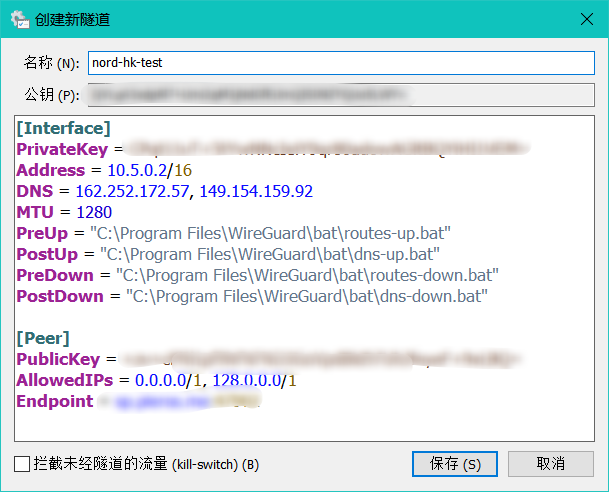 创建新隧道
名称 (N): nord-hk-test
公钥 (P):
[Interface]
PrivateKey =
Address = 10.5.0.2/16
DNS = 162.252.172.57, 149.154.159.92
MTU = 1280
PreUp = "C:\Program Files\WireGuard\bat\routes-up.bat"
PostUp = "C:\Program Files\WireGuard\bat\dns-up.bat"
PreDown = "C:\Program Files\WireGuard\bat\routes-down.bat"
PostDown = "C:\Program Files\WireGuard\bat\dns-down.bat"
[Peer]
PublicKey =
AllowedIPs = 0.0.0.0/1, 128.0.0.0/1
Endpoint
拦截未经隧道的流量 (kill-switch) (B)
保存 (S)
取消